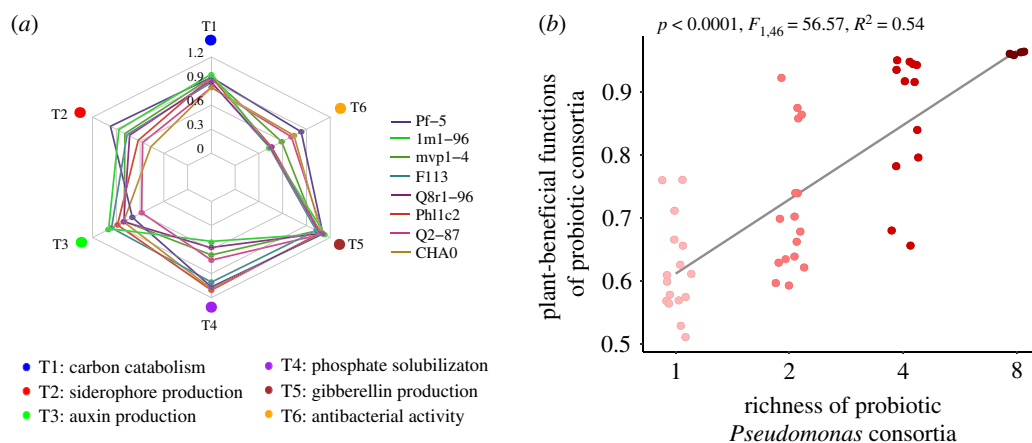 (a)
T1
1.2
0.9
0.6
0.3
0
T2
T6
T3
T5
T4
Pf-5
1m1-96
mvp1-4
F113
Q8r1-96
Phl1c2
Q2-87
CHA0
T1: carbon catabolism
T2: siderophore production
T3: auxin production
T4: phosphate solubilizaton
T5: gibberellin production
T6: antibacterial activity
(b)
p < 0.0001, F1,46 = 56.57, R2 = 0.54
plant-beneficial functions
of probiotic consortia
0.9
0.8
0.7
0.6
0.5
1 2 4 8
richness of probiotic
Pseudomonas consortia